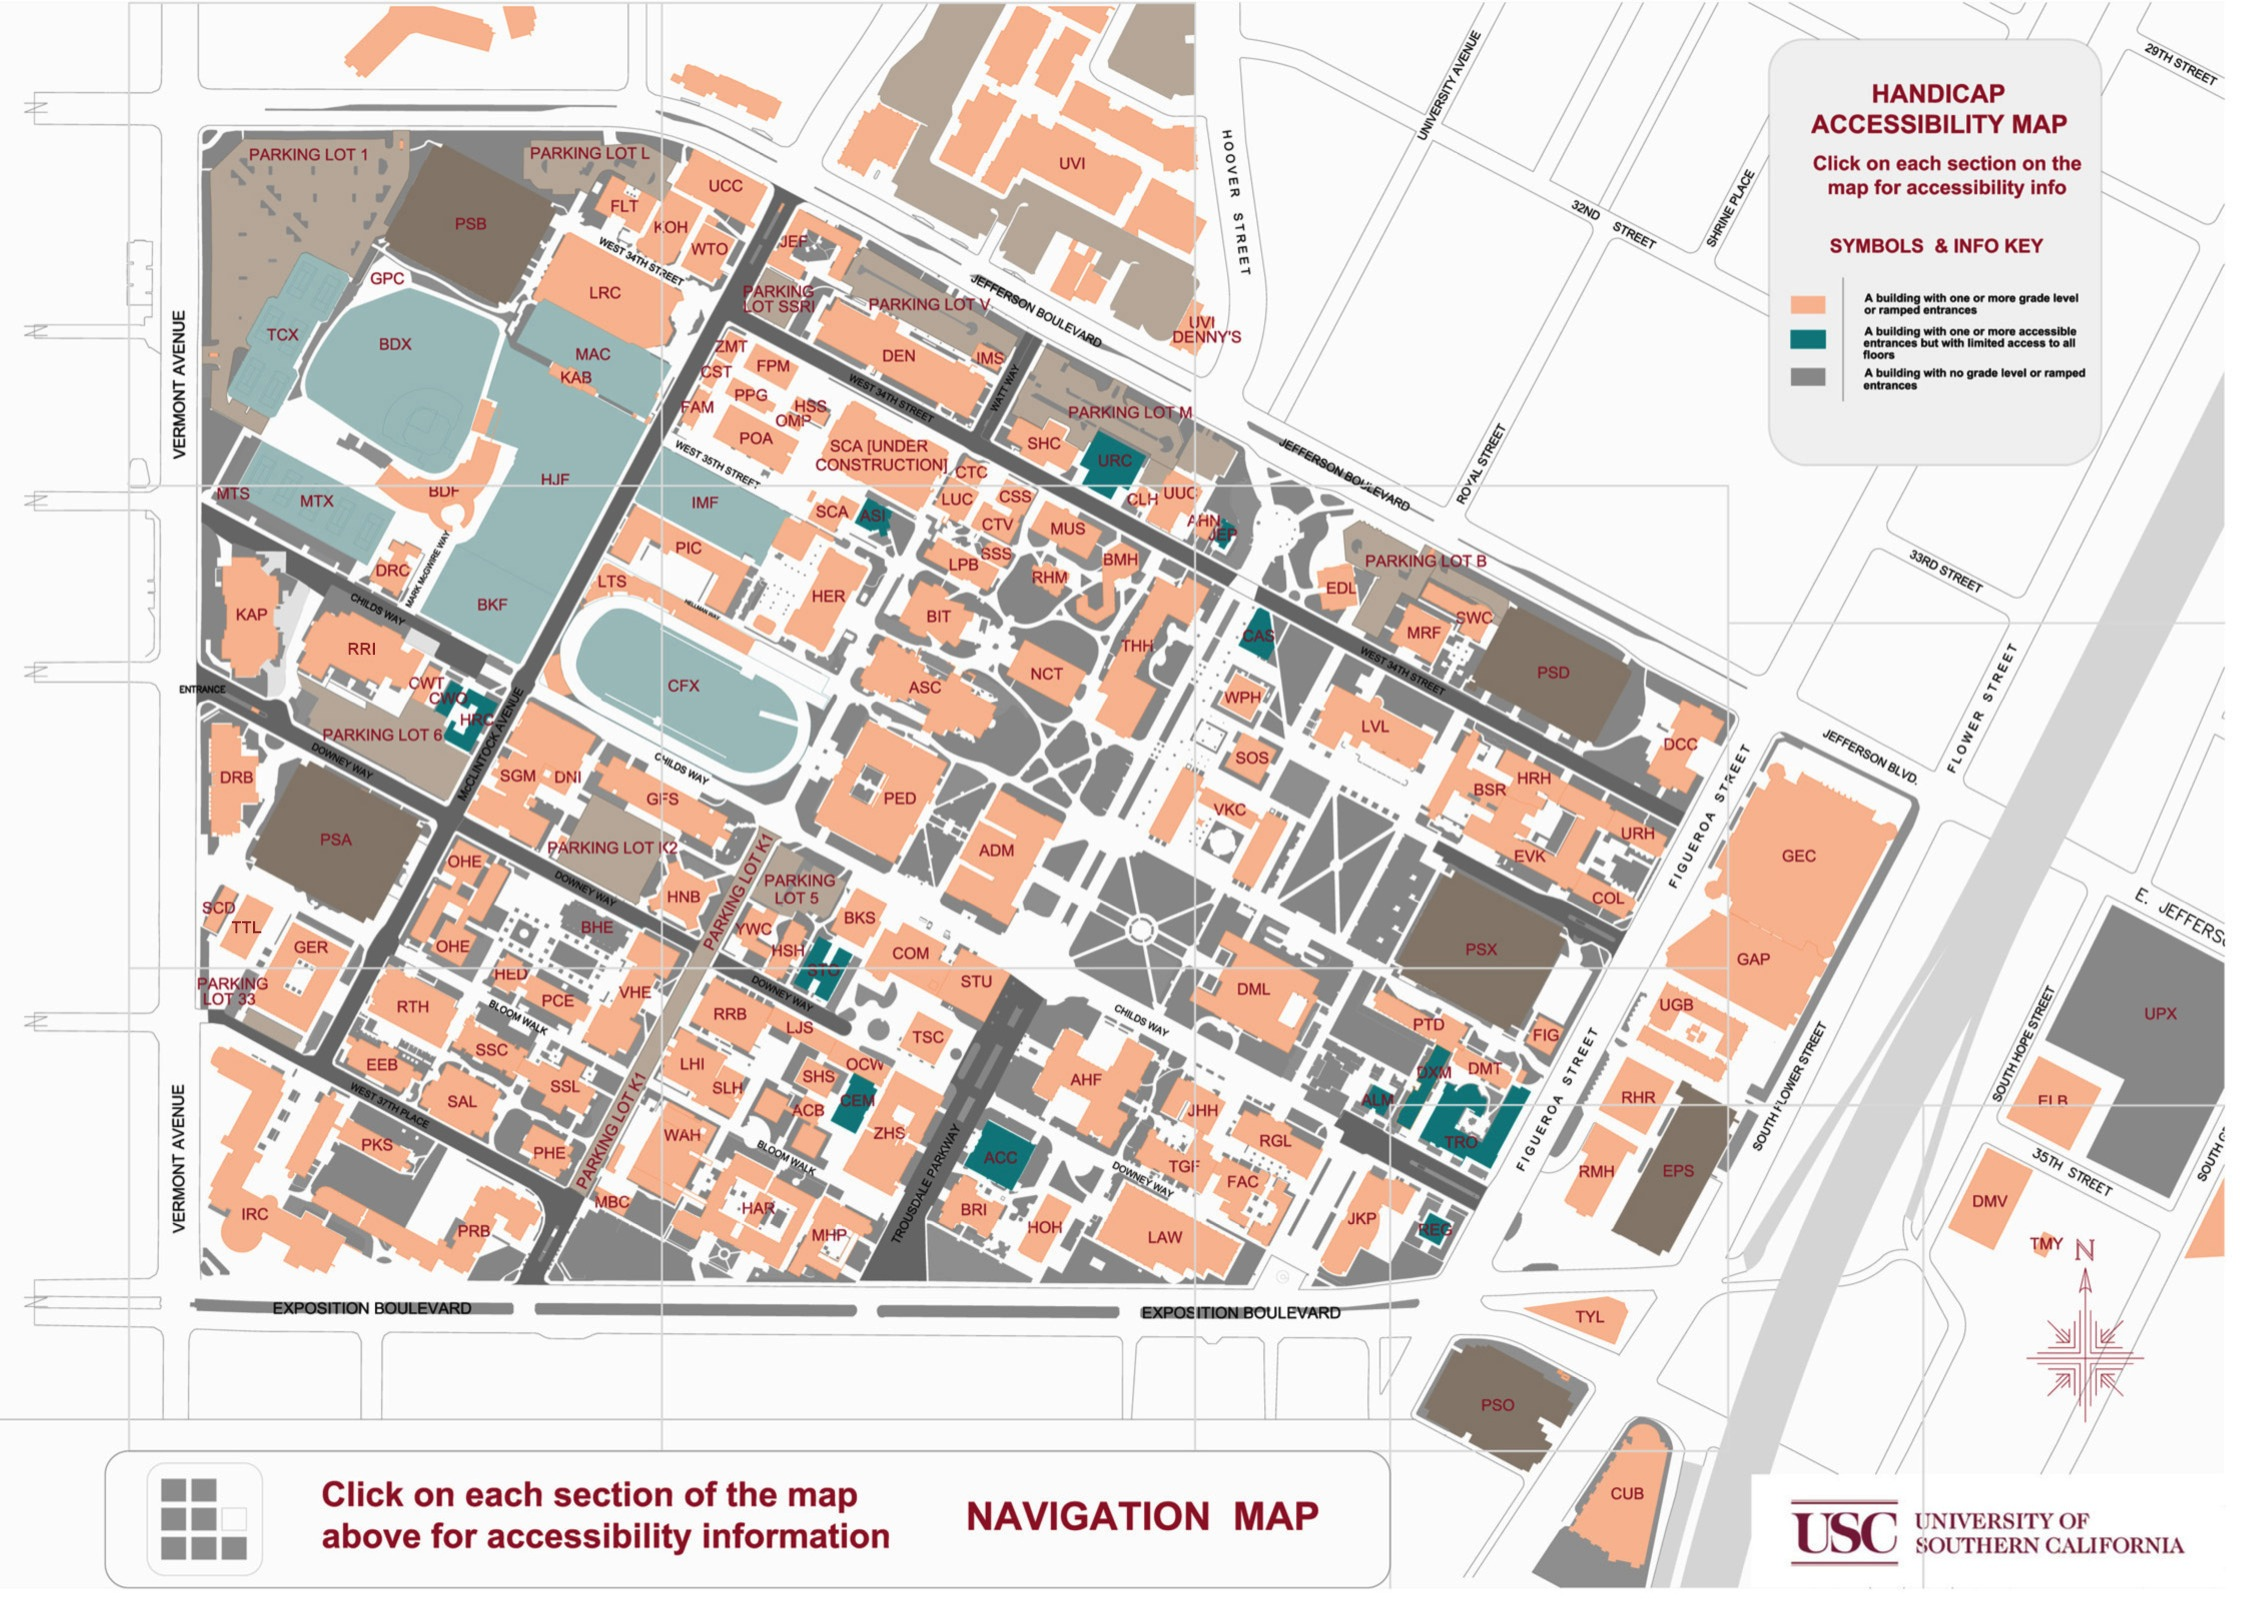 HANDICAP
ACCESSIBILITY MAP
Click on each section on the
map for accessibility info
SYMBOLS & INFO KEY
A building with one or more grade level
or ramped entrances
A building with one or more accessible
entrances but with limited access to all
floors
A building with no grade level or ramped
entrances
29TH STREET
UNIVERSITY AVENUE
HOOVER STREET
32ND STREET
SHRINE PLACE
ROYAL STREET
33RD STREET
FLOWER STREET
JEFFERSON BOULEVARD
JEFFERSON BOULEVARD
JEFFERSON BLVD.
VERMONT AVENUE
PARKING LOT 1
PARKING LOT L
PSB
UCC
FLT
KOH
WTO
WEST 34TH STREET
JEF
UVI
UVI
DENNY'S
GPC
LRC
PARKING
LOT SSRI
PARKING LOT V
TCX
BDX
MAC
KAB
ZMT
CST
FPM
PPG
FAM
HSS
OMP
POA
DEN
IMS
WEST 34TH STREET
WATT WAY
PARKING LOT M
SHC
URC
SCA [UNDER
CONSTRUCTION]
CTC
WEST 35TH STREET
MTS
MTX
BDF
HJF
IMF
LUC
CSS
CLH
UUC
SCA
ASI
CTV
MUS
AHN
JEP
PIC
DRC
MARK McGWIRE WAY
LTS
HELLMAN WAY
HER
LPB
SSS
RHM
BMH
PARKING LOT B
EDL
SWC
MRF
KAP
CHILDS WAY
BKF
BIT
THH
CAS
RRI
WEST 34TH STREET
PSD
CWT
CWO
HRC
CFX
ASC
NCT
WPH
ENTRANCE
PARKING LOT 6
McCLINTOCK AVENUE
LVL
DCC
DRB
DOWNEY WAY
SGM
DNI
CHILDS WAY
GFS
PED
SOS
BSR
HRH
FIGUEROA STREET
PSA
PARKING LOT K2
PARKING LOT K1
ADM
VKC
EVK
URH
GEC
OHE
DOWNEY WAY
HNB
PARKING
LOT 5
COL
SCD
TTL
GER
OHE
BHE
YWC
HSH
BKS
COM
PSX
GAP
E. JEFFERS
PARKING
LOT 33
HED
PCE
VHE
STO
DOWNEY WAY
STU
DML
UGB
UPX
RTH
BLOOM WALK
RRB
LJS
TSC
CHILDS WAY
PTD
FIG
SOUTH HOPE STREET
EEB
SSC
SSL
LHI
SLH
SHS
OCW
CEM
AHF
DXM
DMT
RHR
SOUTH FLOWER STREET
ELB
VERMONT AVENUE
SAL
WEST 37TH PLACE
PARKING LOT K1
ACB
ZHS
JHH
ALM
TRO
FIGUEROA STREET
PKS
PHE
WAH
BLOOM WALK
TROUSDALE PARKWAY
ACC
RGL
TGF
DOWNEY WAY
FAC
RMH
EPS
35TH STREET
IRC
PRB
MBC
HAR
MHP
BRI
HOH
LAW
JKP
REG
DMV
TMY
N
EXPOSITION BOULEVARD
EXPOSITION BOULEVARD
TYL
PSO
CUB
Click on each section of the map
above for accessibility information
NAVIGATION MAP
USC UNIVERSITY OF
SOUTHERN CALIFORNIA